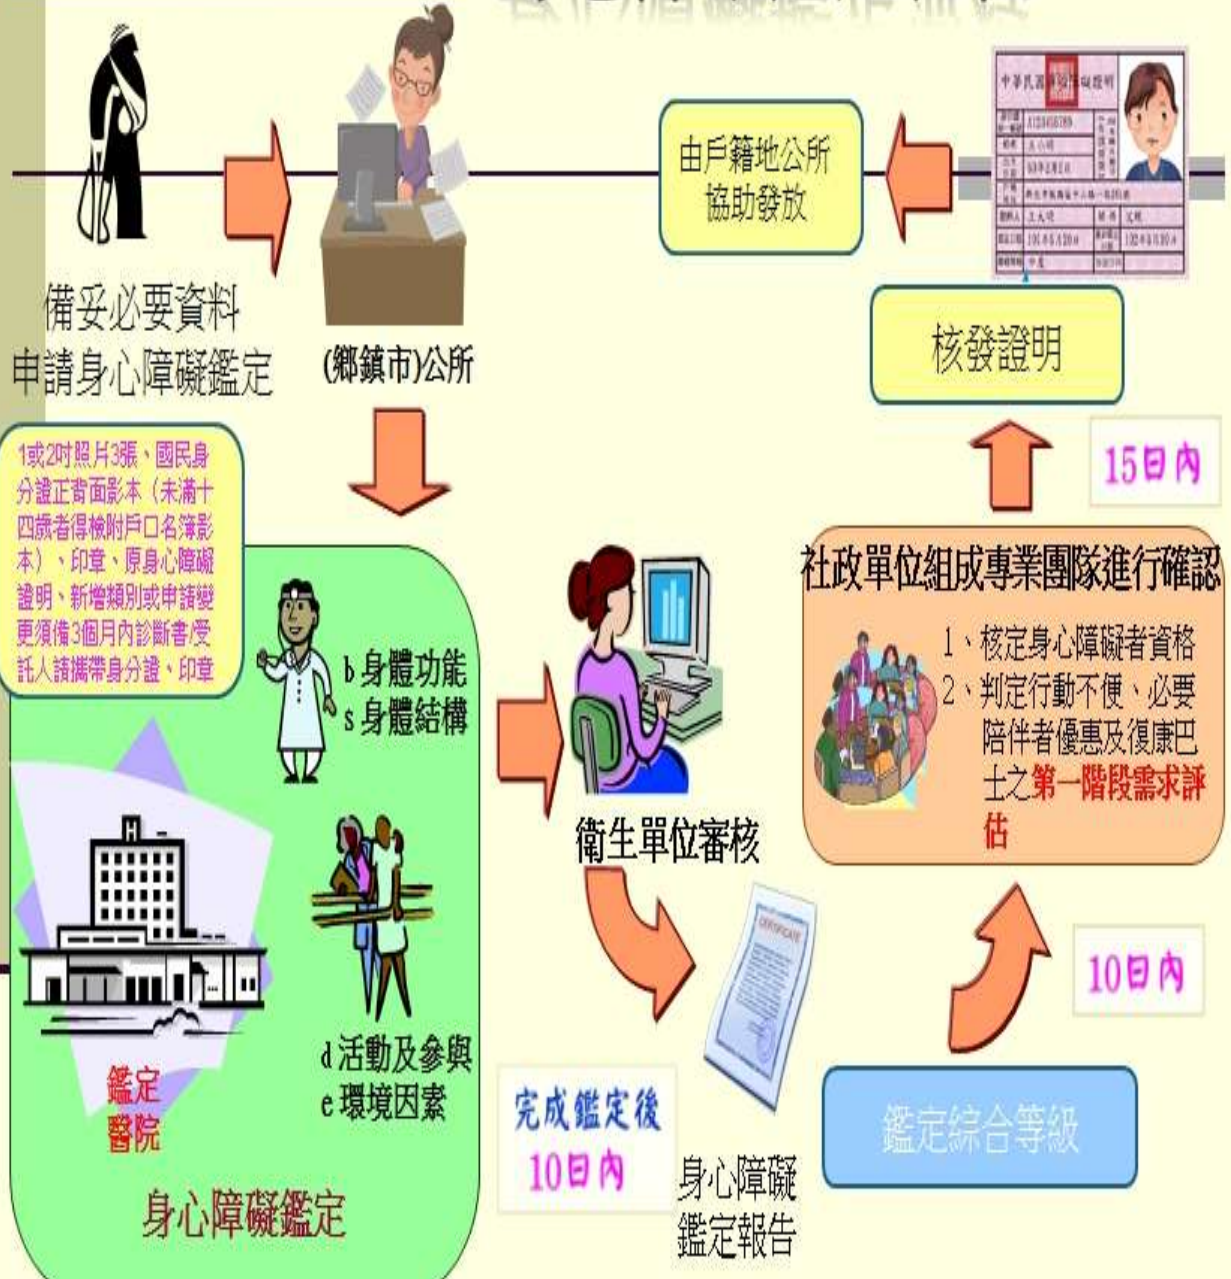 備妥必要資料
申請身心障礙鑑定
(鄉鎮市)公所
由戶籍地公所
協助發放
核發證明
15日內
1或2吋照片3張、國民身
分證正背面影本（未滿十
四歲者得檢附戶口名簿影
本）、印章、原身心障礙
證明、新增類別或申請變
更須備3個月內診斷書/受
託人請攜帶身分證、印章
b 身體功能
s 身體結構
d 活動及參與
e 環境因素
鑑定
醫院
身心障礙鑑定
衛生單位審核
CERTIFICATE
完成鑑定後
10日內
身心障礙
鑑定報告
鑑定綜合等級
10日內
社政單位組成專業團隊進行確認
1、核定身心障礙者資格
2、判定行動不便、必要
陪伴者優惠及復康巴
士之第一階段需求評
估